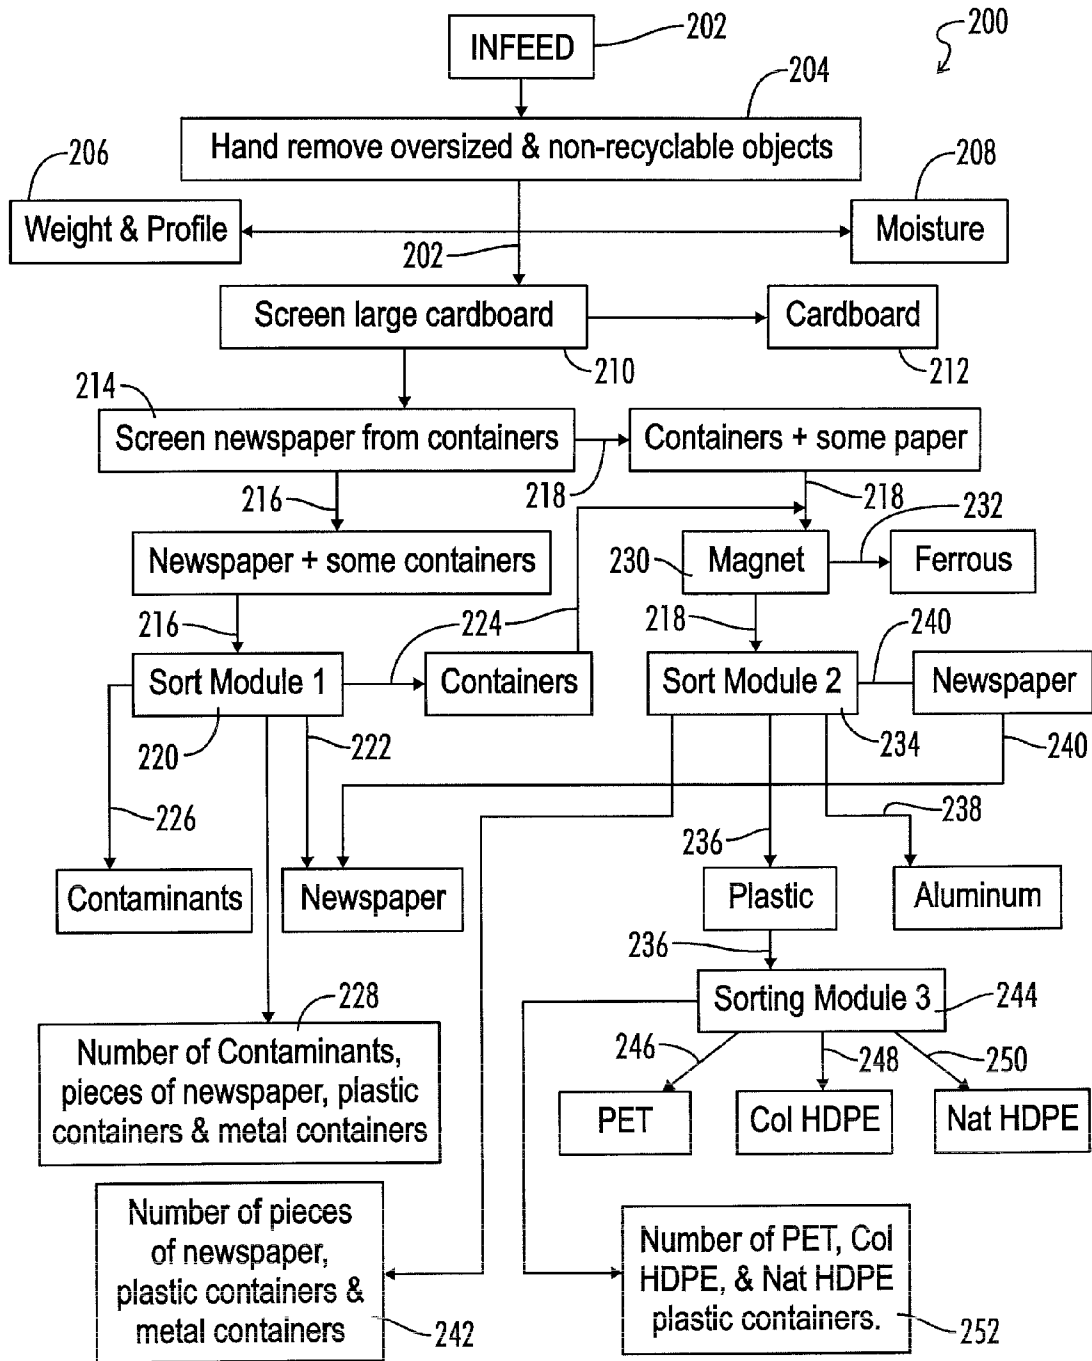 200
INFEED
202
204
Hand remove oversized & non-recyclable objects
206
208
Weight & Profile
Moisture
202
Screen large cardboard
Cardboard
210
212
214
Screen newspaper from containers
Containers + some paper
216
218
218
232
Newspaper + some containers
230
Magnet
Ferrous
216
224
218
240
Sort Module 1
Containers
Sort Module 2
Newspaper
220
222
234
240
226
236
238
Contaminants
Newspaper
Plastic
Aluminum
236
228
Sorting Module 3
244
Number of Contaminants,
pieces of newspaper, plastic
containers & metal containers
246
248
250
PET
Col HDPE
Nat HDPE
Number of pieces
of newspaper,
plastic containers &
metal containers
242
Number of PET, Col
HDPE, & Nat HDPE
plastic containers.
252